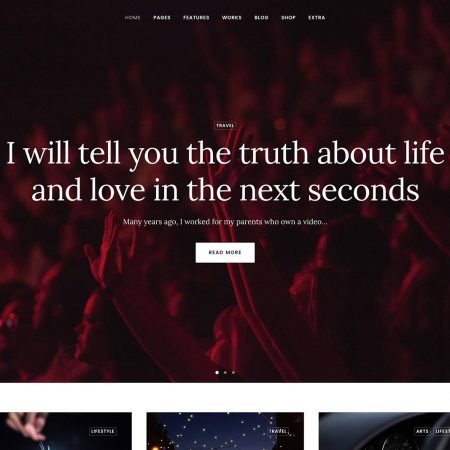 HOME PAGES FEATURES WORKS BLOG SHOP EXTRA
TRAVEL
I will tell you the truth about life
and love in the next seconds
Many years ago, I worked for my parents who own a video...
READ MORE
LIFESTYLE TRAVEL ARTS LIFEST